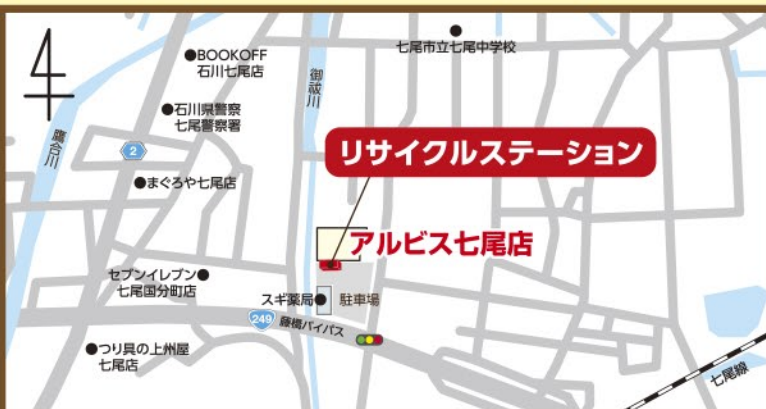 七尾市立七尾中学校
BOOKOFF
石川七尾店
御祓川
石川県警察
七尾警察署
鷹合川
2
リサイクルステーション
まぐろや七尾店
アルビス七尾店
セブンイレブン
七尾国分町店
スギ薬局
駐車場
249
藤橋バイパス
つり具の上州屋
七尾店
七尾線